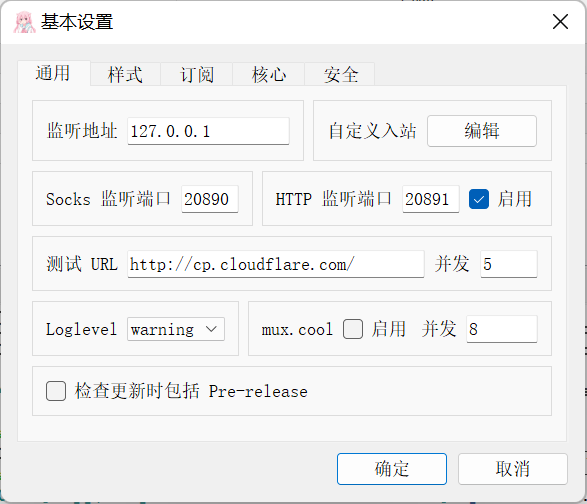 基本设置
通用 样式 订阅 核心 安全
监听地址 127.0.0.1 自定义入站 编辑
Socks 监听端口 20890 HTTP 监听端口 20891 启用
测试 URL http://cp.cloudflare.com/ 并发 5
Loglevel warning mux.cool 启用 并发 8
检查更新时包括 Pre-release
确定 取消